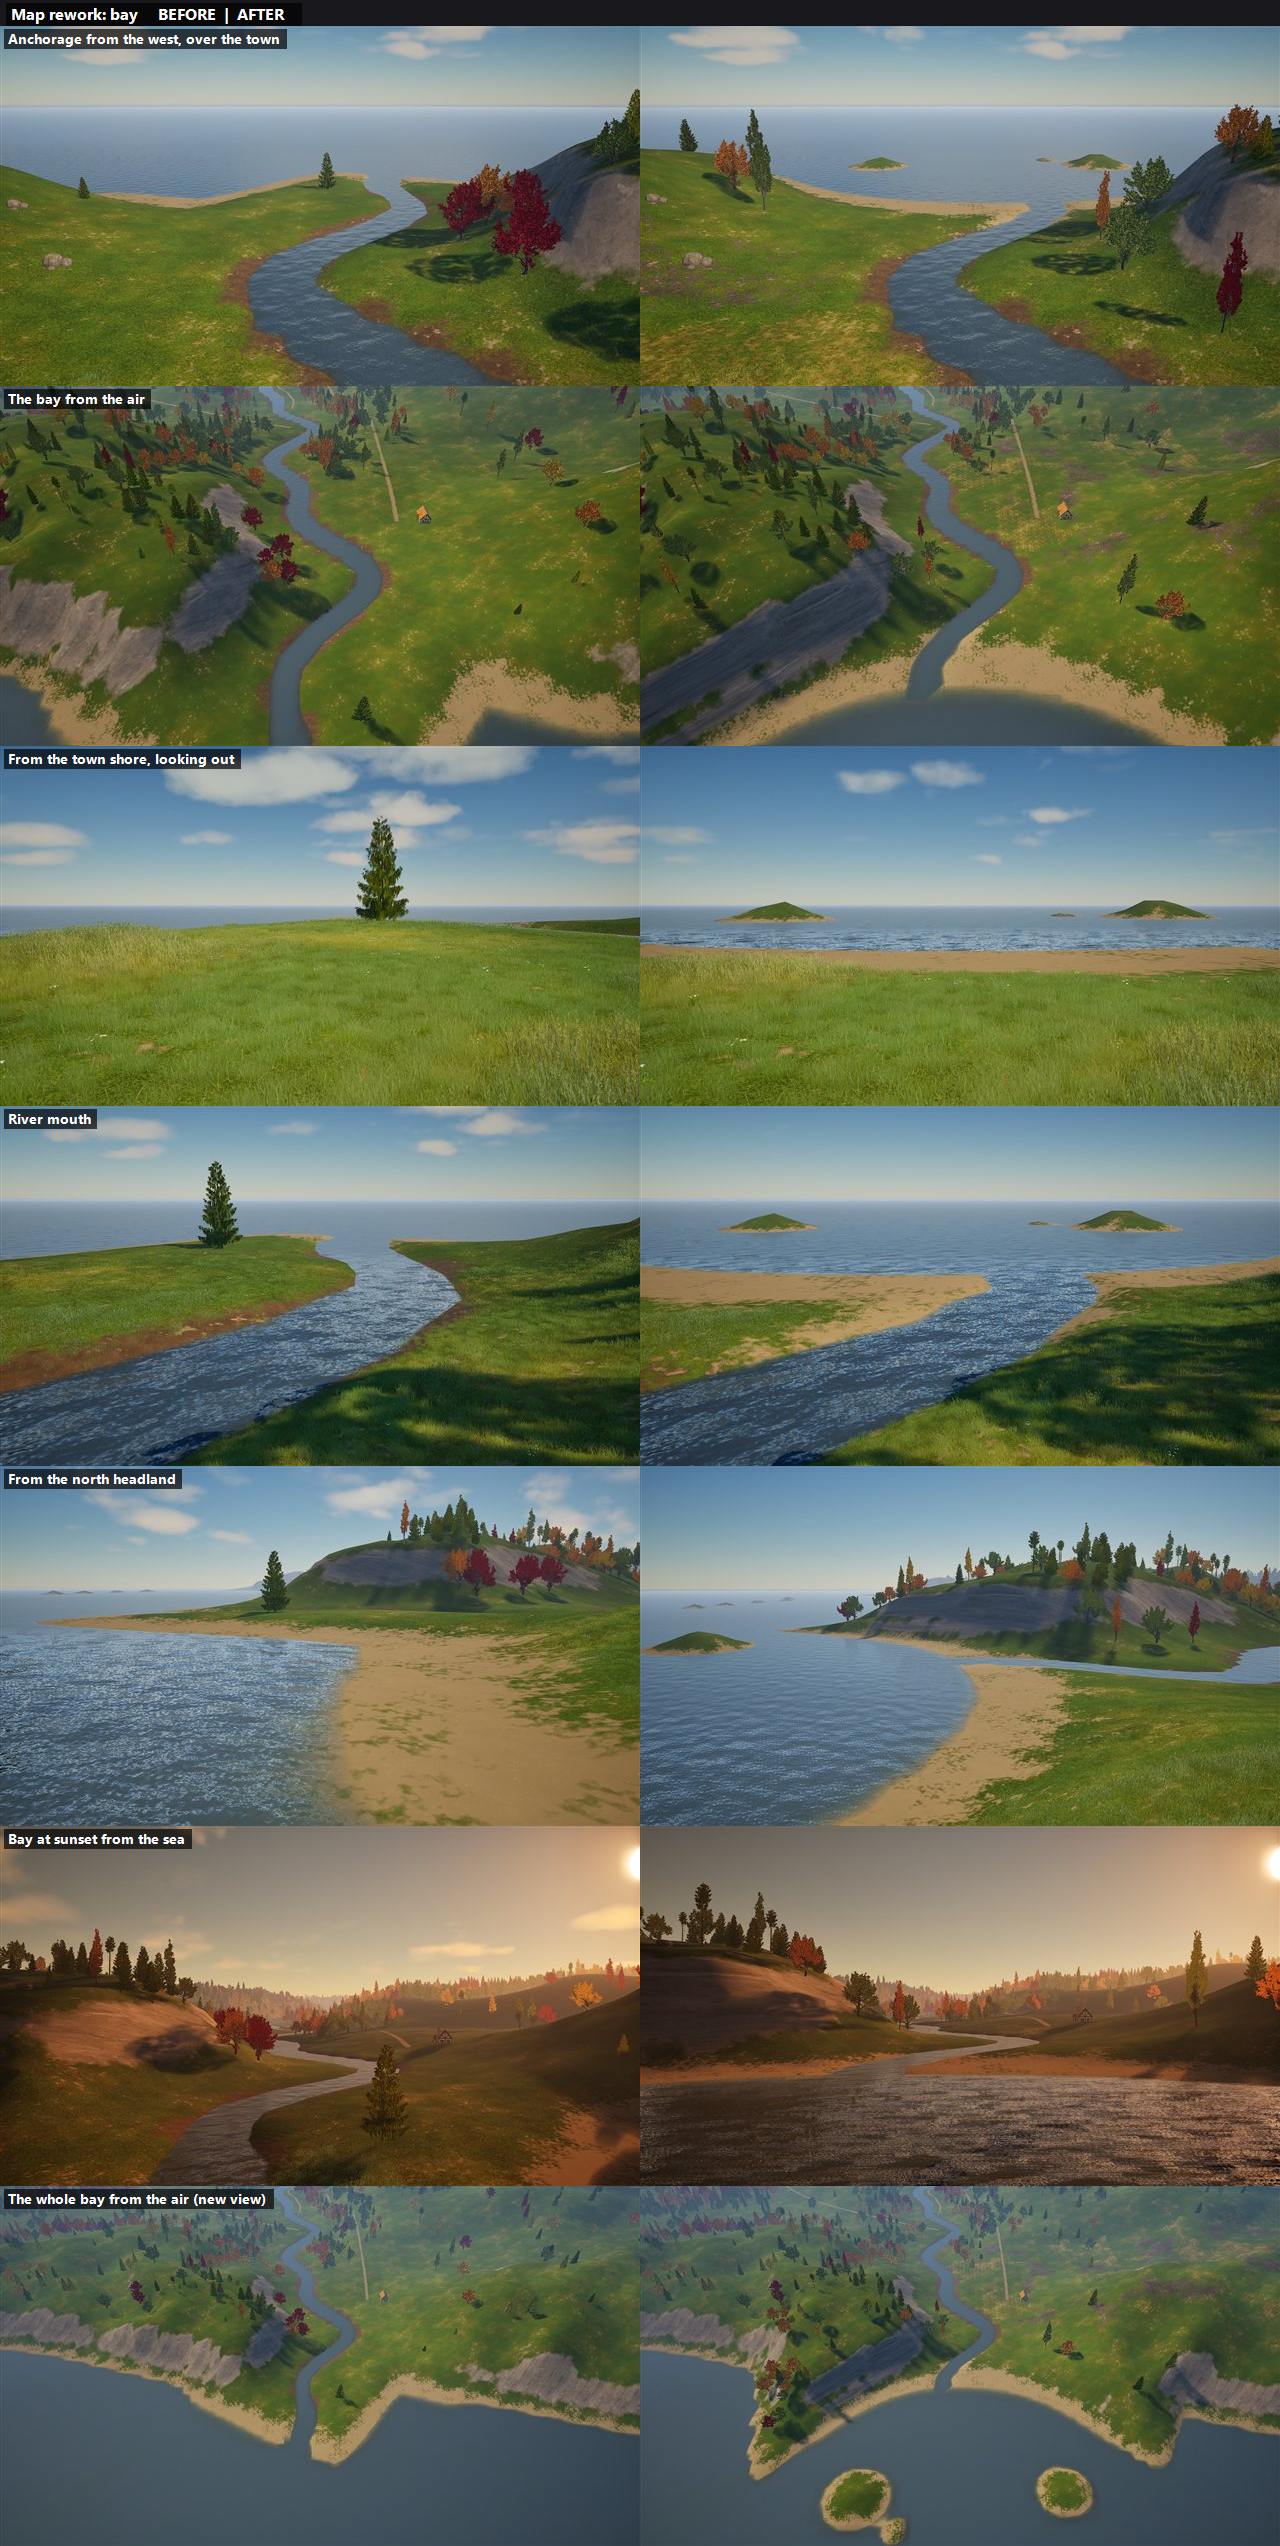 Map rework: bay BEFORE | AFTER
Anchorage from the west, over the town
The bay from the air
From the town shore, looking out
River mouth
From the north headland
Bay at sunset from the sea
The whole bay from the air (new view)